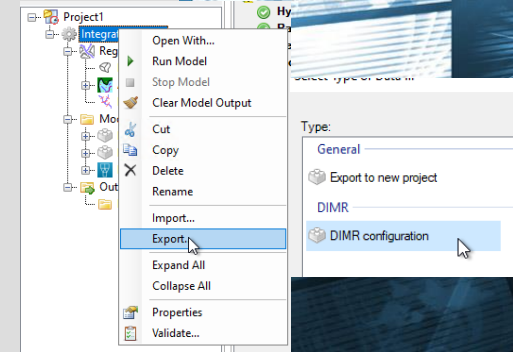 Project1
Integrat
Reg
Mo
Out
Open With...
Run Model
Stop Model
Clear Model Output
Cut
Copy
Delete
Rename
Import...
Export...
Expand All
Collapse All
Properties
Validate...
Hy
Select Type of Data ...
Type:
General
Export to new project
DIMR
DIMR configuration